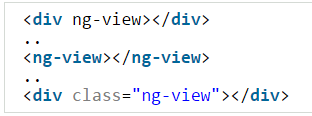 <div ng-view></div>
..
<ng-view></ng-view>
..
<div class="ng-view"></div>